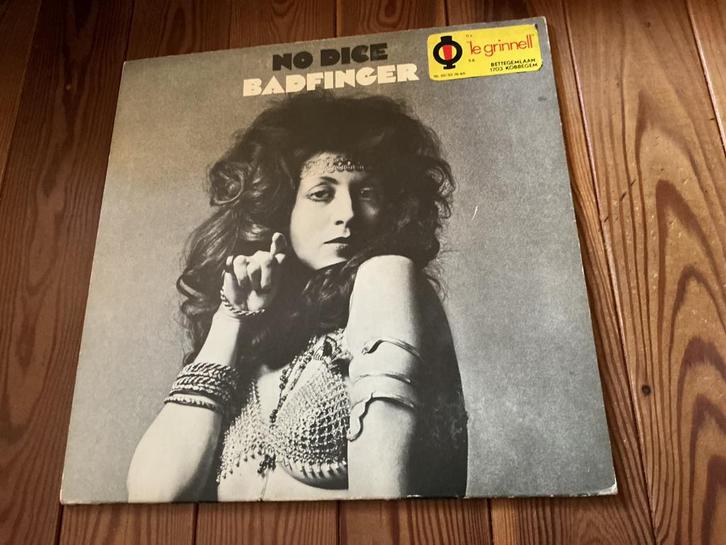 NO DICE
BADFINGER
"le grinnell"
BETTEGEMLAAN
1703 KOBBEGEM